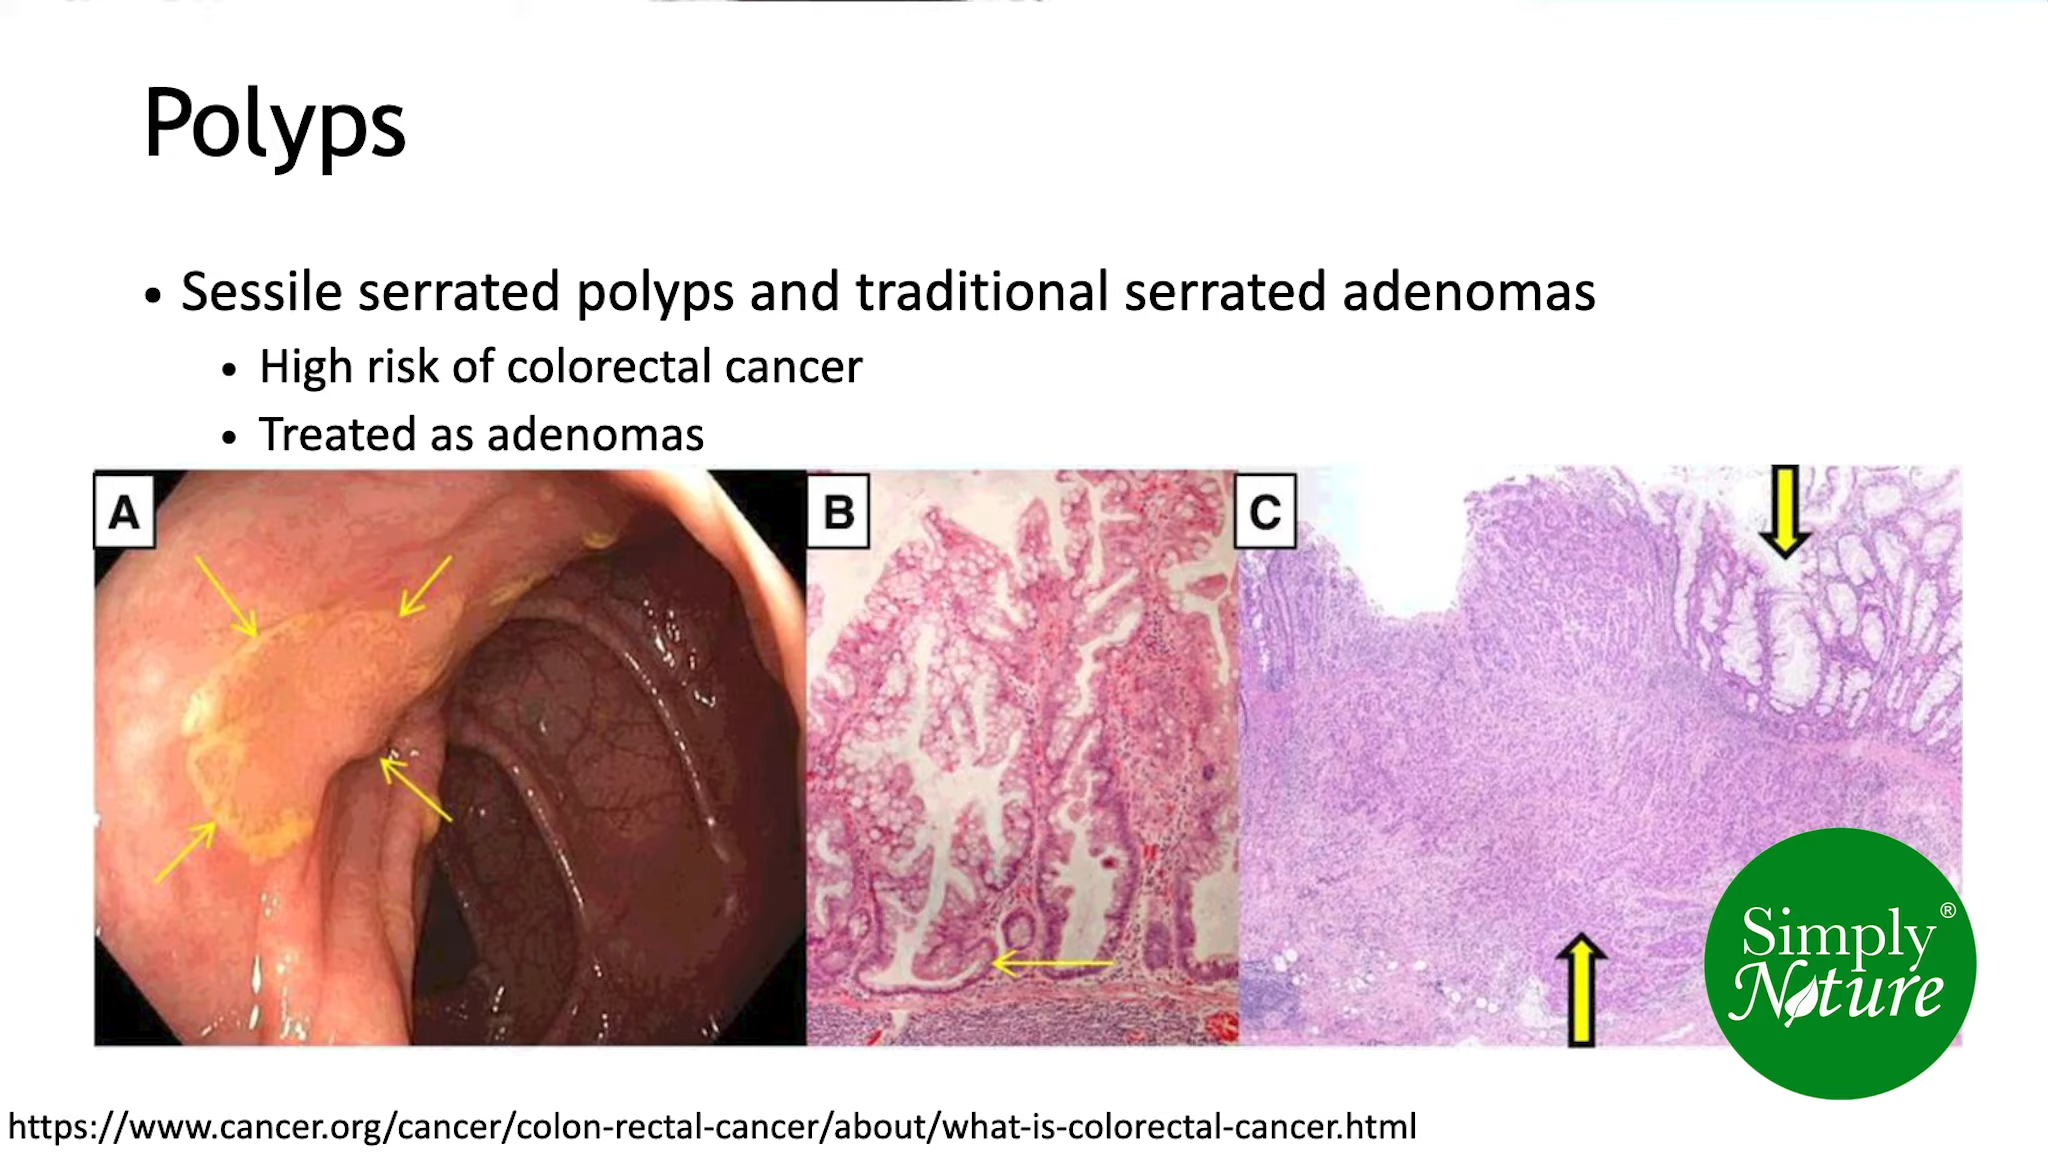 Polyps
• Sessile serrated polyps and traditional serrated adenomas
• High risk of colorectal cancer
• Treated as adenomas
A
B
C
Simply®
Nature
https://www.cancer.org/cancer/colon-rectal-cancer/about/what-is-colorectal-cancer.html